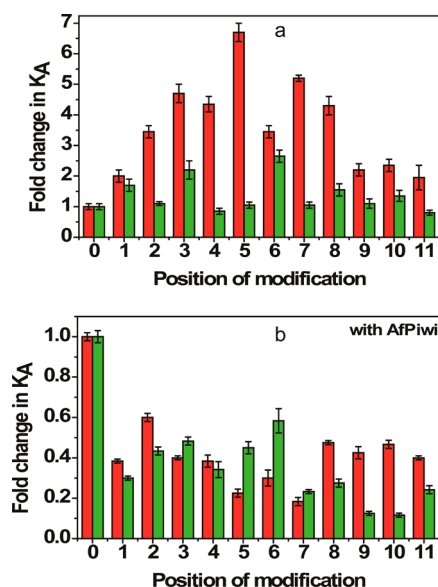 a
Fold change in KA
7
6
5
4
3
2
1
0
0 1 2 3 4 5 6 7 8 9 10 11
Position of modification
b
with AfPiwi
Fold change in KA
1.0
0.8
0.6
0.4
0.2
0.0
0 1 2 3 4 5 6 7 8 9 10 11
Position of modification